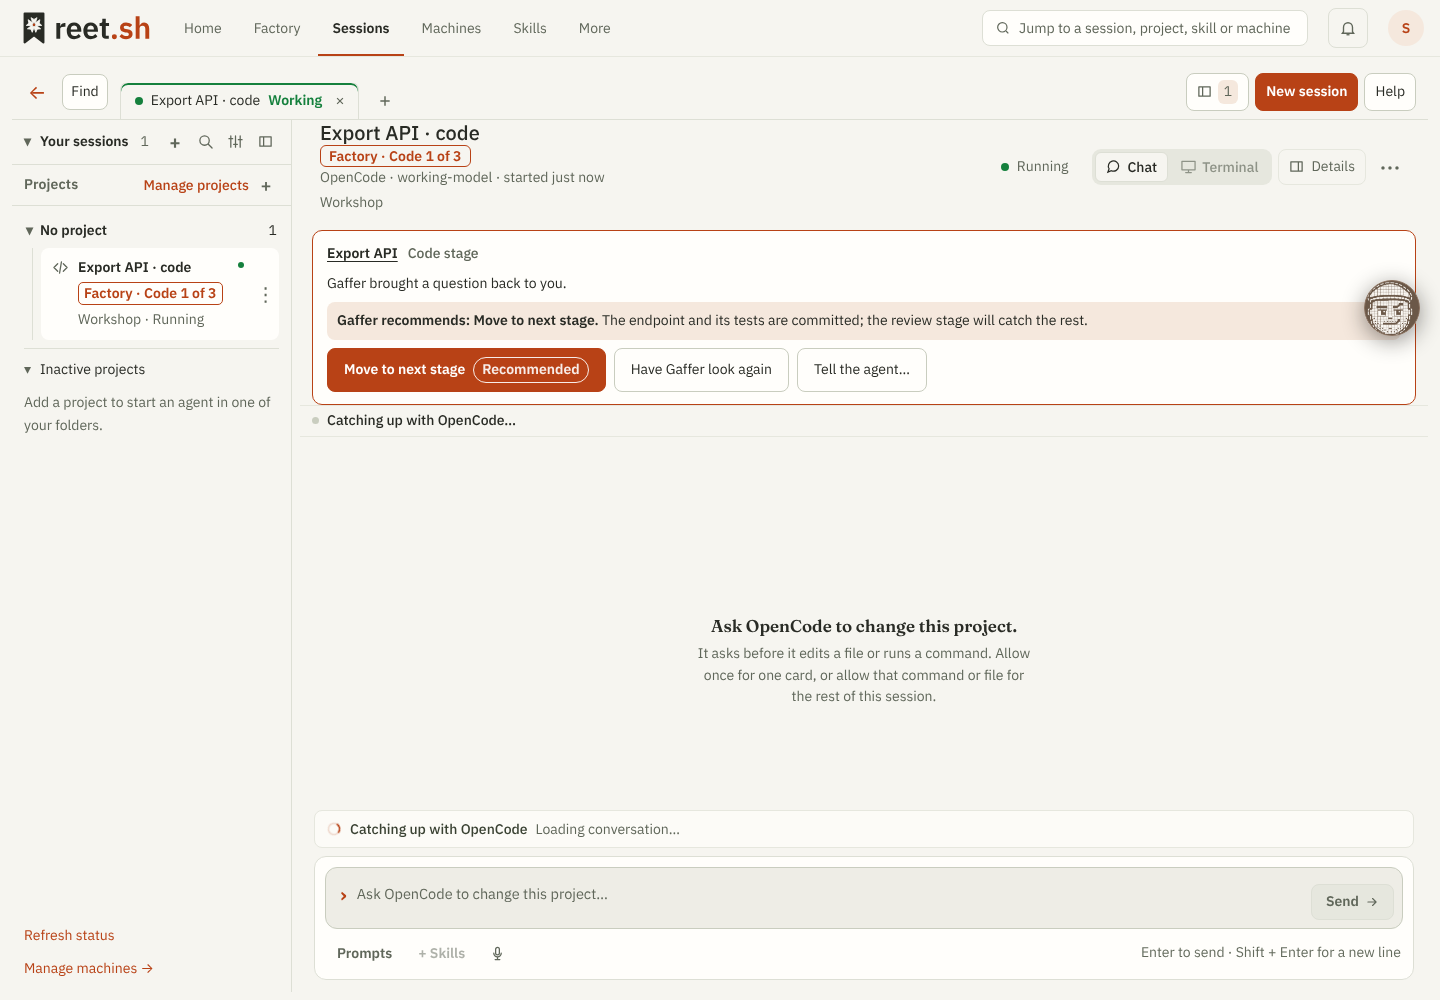 reet.sh
Home
Factory
Sessions
Machines
Skills
More
Jump to a session, project, skill or machine
S
Find
Export API · code Working ×
+
1
New session
Help
Your sessions 1
+
Projects
Manage projects +
No project 1
Export API · code
Factory · Code 1 of 3
Workshop · Running
Inactive projects
Add a project to start an agent in one of
your folders.
Refresh status
Manage machines →
Export API · code
Factory · Code 1 of 3
OpenCode · working-model · started just now
Workshop
Running
Chat
Terminal
Details
Export API Code stage
Gaffer brought a question back to you.
Gaffer recommends: Move to next stage. The endpoint and its tests are committed; the review stage will catch the rest.
Move to next stage Recommended
Have Gaffer look again
Tell the agent...
Catching up with OpenCode...
Ask OpenCode to change this project.
It asks before it edits a file or runs a command. Allow
once for one card, or allow that command or file for
the rest of this session.
Catching up with OpenCode Loading conversation...
Ask OpenCode to change this project...
Send →
Prompts
+ Skills
Enter to send · Shift + Enter for a new line